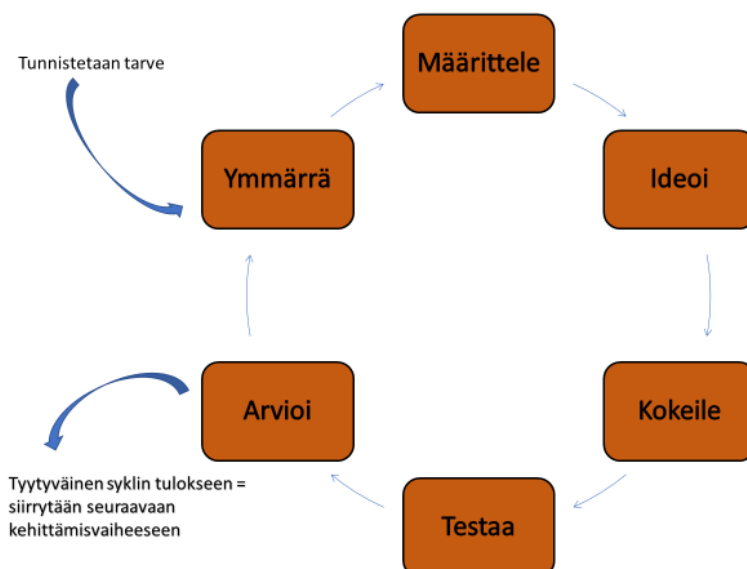 Tunnistetaan tarve
Määrittele
Ymmärrä
Ideoi
Arvioi
Kokeile
Testaa
Tyytyväinen syklin tulokseen =
siirrytään seuraavaan
kehittämisvaiheeseen